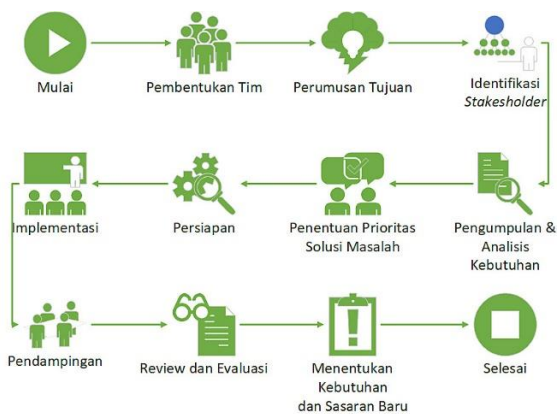 Mulai
Pembentukan Tim
Perumusan Tujuan
Identifikasi
Stakesholder
Pengumpulan &
Analisis
Kebutuhan
Penentuan Prioritas
Solusi Masalah
Persiapan
Implementasi
Pendampingan
Review dan Evaluasi
Menentukan
Kebutuhan
dan Sasaran Baru
Selesai